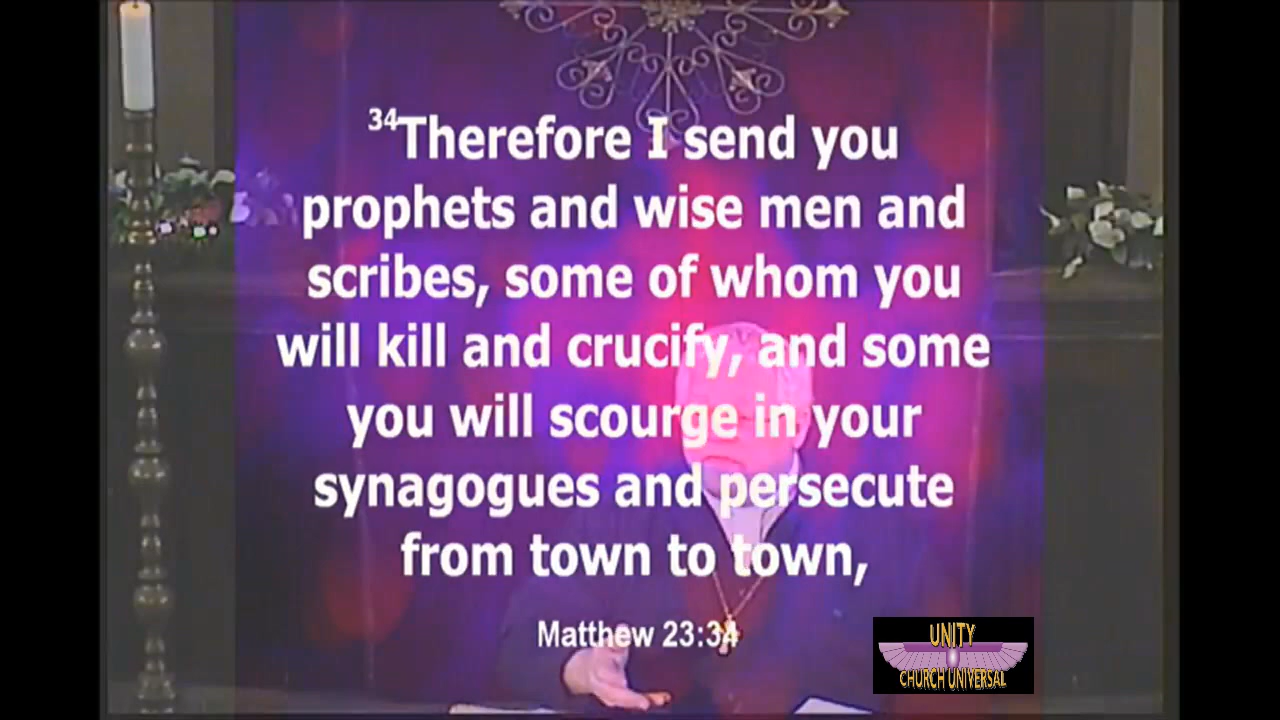 34Therefore I send you
prophets and wise men and
scribes, some of whom you
will kill and crucify, and some
you will scourge in your
synagogues and persecute
from town to town,
Matthew 23:34
UNITY
CHURCH UNIVERSAL